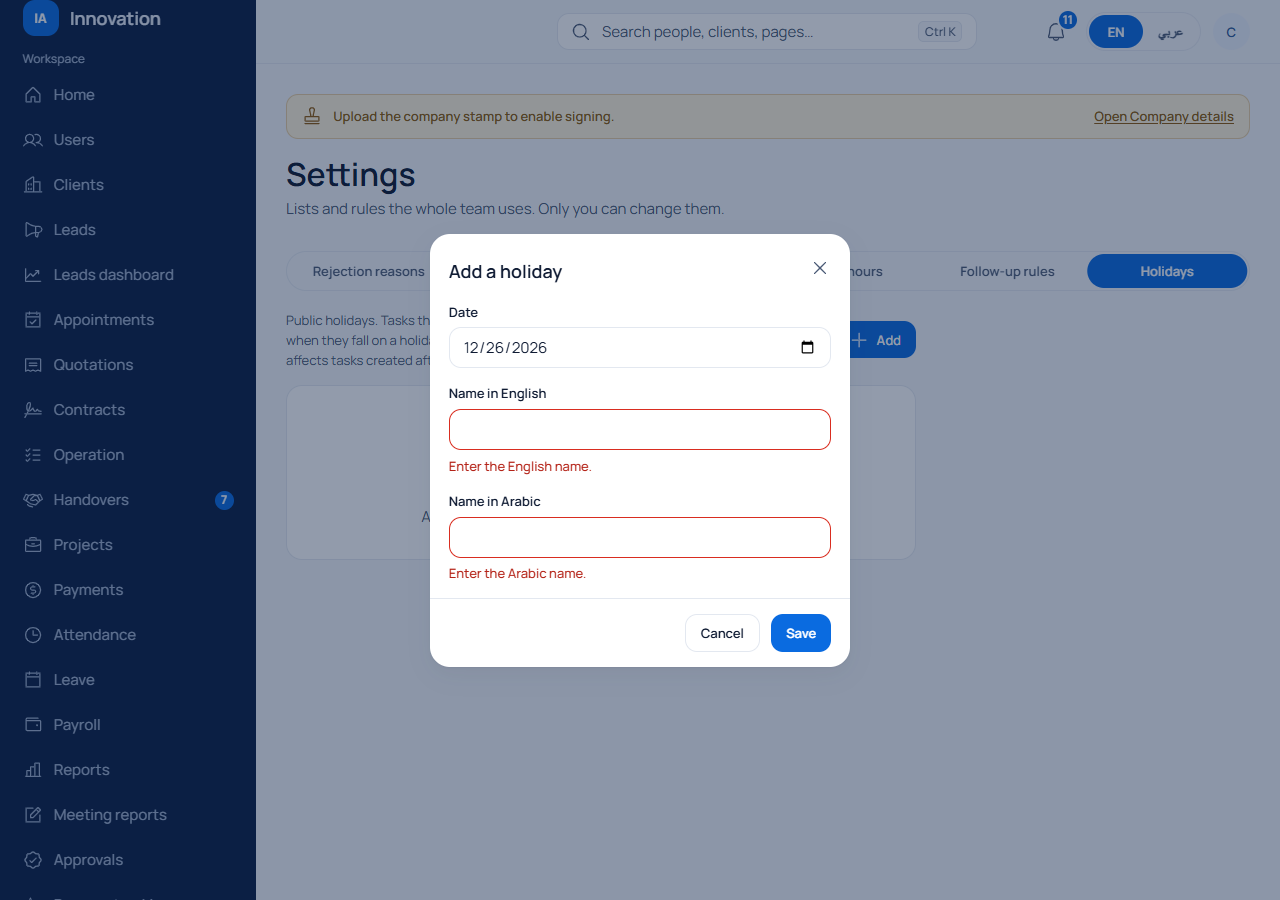 IA
Innovation
Workspace
Home
Users
Clients
Leads
Leads dashboard
Appointments
Quotations
Contracts
Operation
Handovers 7
Projects
Payments
Attendance
Leave
Payroll
Reports
Meeting reports
Approvals
Search people, clients, pages... Ctrl K
11
EN
عربي
C
Upload the company stamp to enable signing.
Open Company details
Settings
Lists and rules the whole team uses. Only you can change them.
Rejection reasons
hours
Follow-up rules
Holidays
Public holidays. Tasks
when they fall on a
affects tasks created
Add
Add a holiday
Date
12/26/2026
Name in English
Enter the English name.
Name in Arabic
Enter the Arabic name.
Cancel
Save